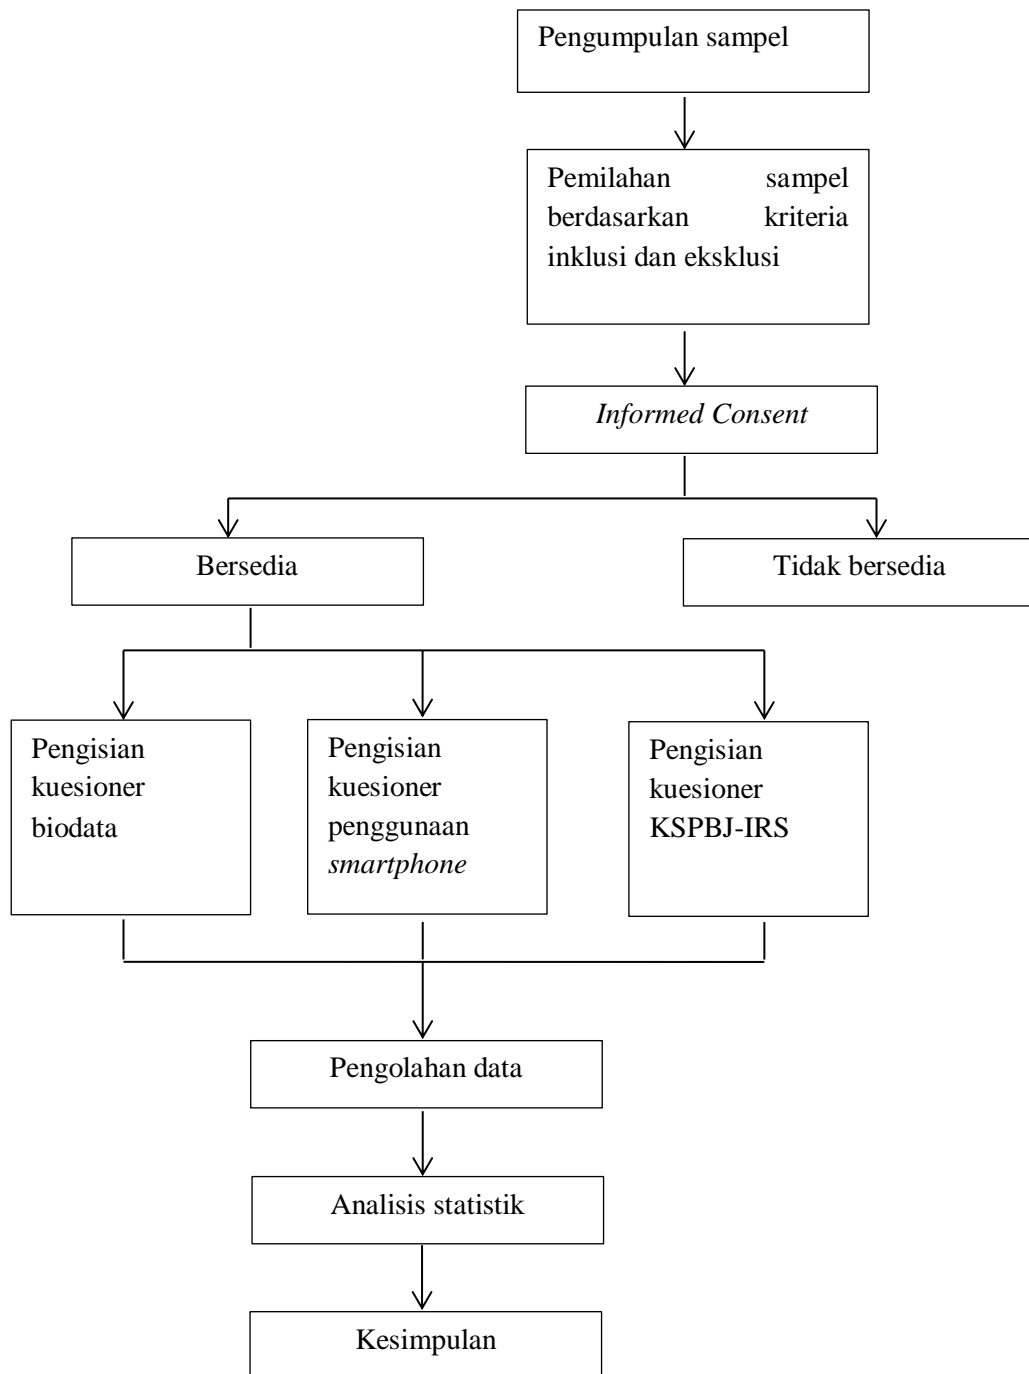 Pengumpulan sampel
Pemilahan sampel
berdasarkan kriteria
inklusi dan eksklusi
Informed Consent
Bersedia
Tidak bersedia
Pengisian
kuesioner
biodata
Pengisian
kuesioner
penggunaan
smartphone
Pengisian
kuesioner
KSPBJ-IRS
Pengolahan data
Analisis statistik
Kesimpulan